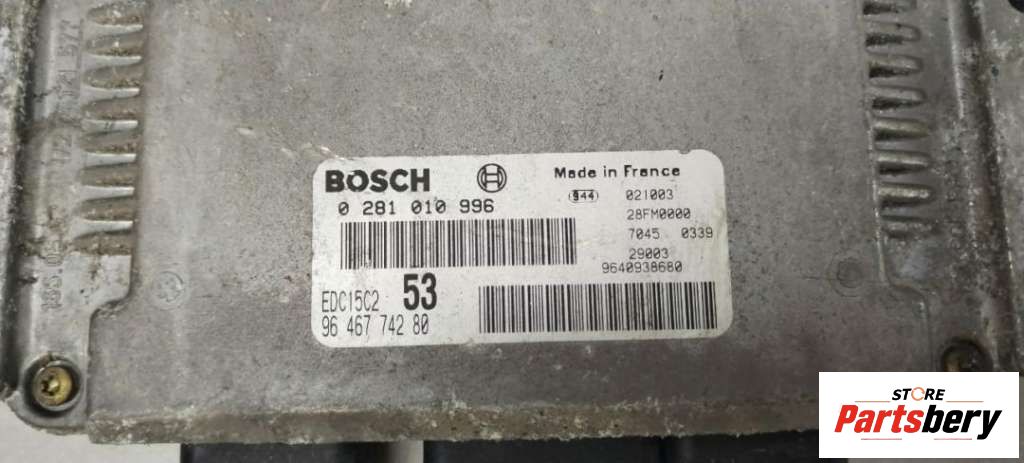 BOSCH
Made in France
0 281 010 996
944 021003
28FM0000
7045 0339
29003
9640938680
EDC15C2 53
96 467 742 80
STORE
Partsbery